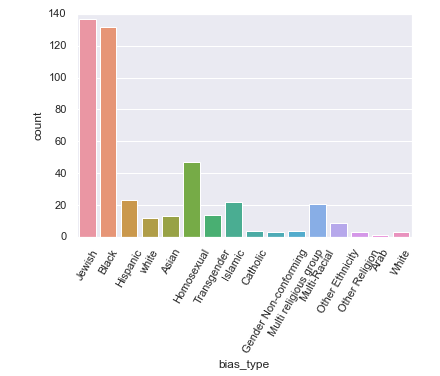 140
120
100
80
60
40
20
0
count
Jewish
Black
Hispanic
white
Asian
Homosexual
Transgender
Islamic
Catholic
Gender Non-conforming
Multi religious group
Multi-Racial
Other Ethnicity
Other Religion
Arab
White
bias_type